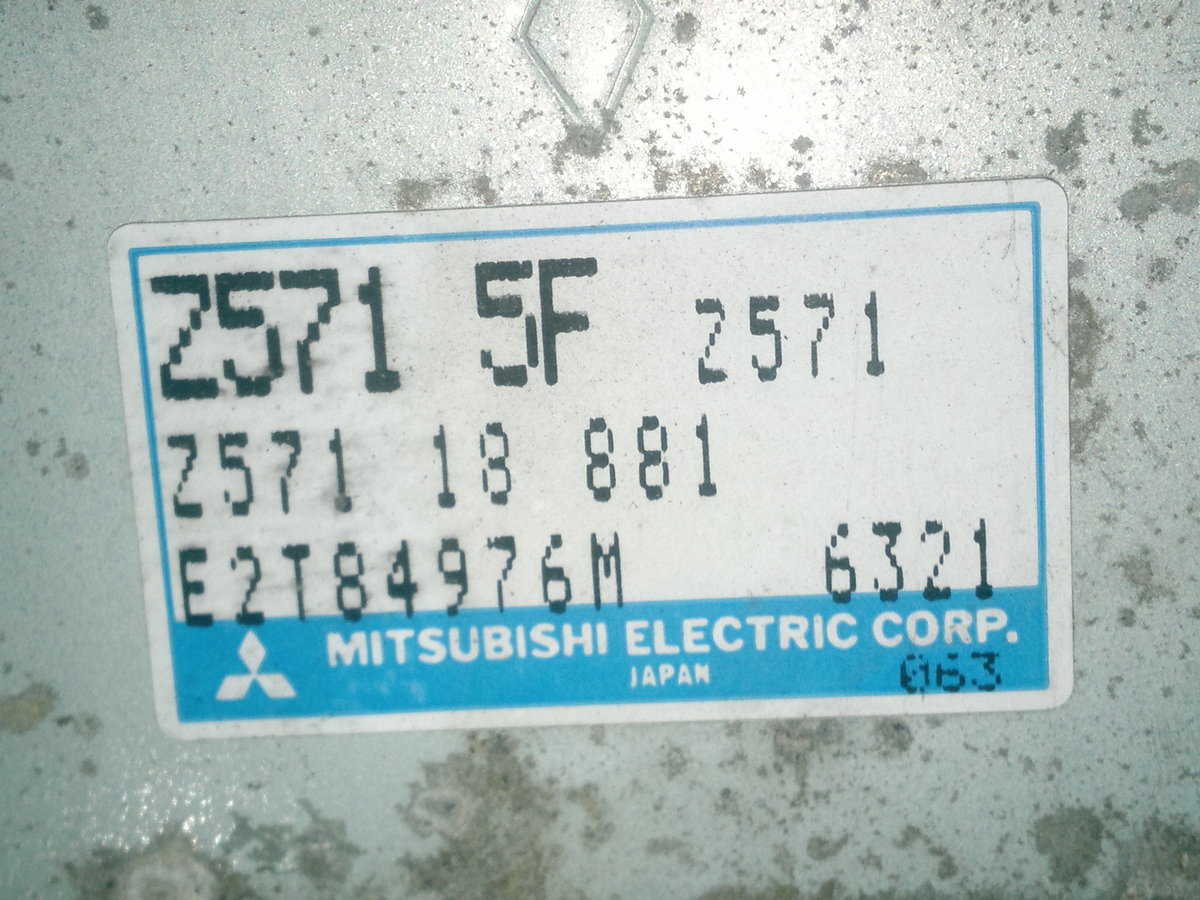 Z571 5F Z571
Z571 18 881
E2T84976M 6321
MITSUBISHI ELECTRIC CORP.
JAPAN 063